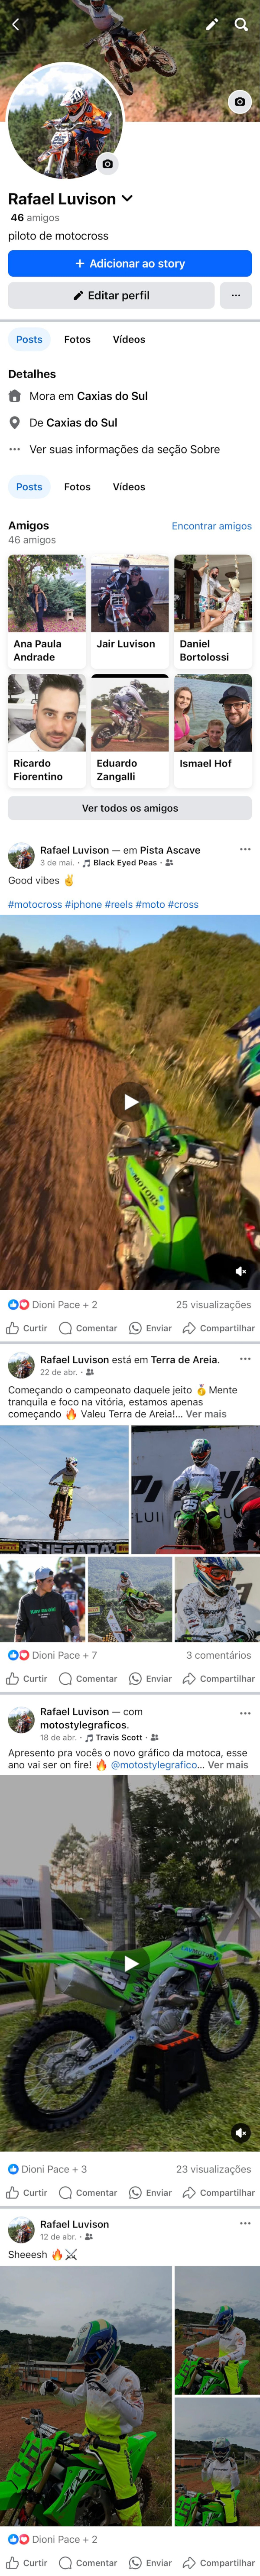 Rafael Luvison
46 amigos
piloto de motocross
+ Adicionar ao story
Editar perfil
Posts Fotos Vídeos
Detalhes
Mora em Caxias do Sul
De Caxias do Sul
Ver suas informações da seção Sobre
Posts Fotos Vídeos
Amigos Encontrar amigos
46 amigos
Ana Paula
Andrade
Jair Luvison
Daniel
Bortolossi
Ricardo
Fiorentino
Eduardo
Zangalli
Ismael Hof
Ver todos os amigos
Rafael Luvison — em Pista Ascave
3 de mai. · Black Eyed Peas ·
Good vibes ✌
#motocross #iphone #reels #moto #cross
Dioni Pace + 2 25 visualizações
Curtir Comentar Enviar Compartilhar
Rafael Luvison está em Terra de Areia.
22 de abr. ·
Começando o campeonato daquele jeito 🥇 Mente
tranquila e foco na vitória, estamos apenas
começando 🔥 Valeu Terra de Areia!... Ver mais
CHEGADA
Dioni Pace + 7 3 comentários
Curtir Comentar Enviar Compartilhar
Rafael Luvison — com
motostylegraficos.
18 de abr. · Travis Scott ·
Apresento pra vocês o novo gráfico da motoca, esse
ano vai ser on fire! 🔥 @motostylegrafico... Ver mais
Dioni Pace + 3 23 visualizações
Curtir Comentar Enviar Compartilhar
Rafael Luvison
12 de abr. ·
Sheeesh 🔥⚔
Dioni Pace + 2
Curtir Comentar Enviar Compartilhar